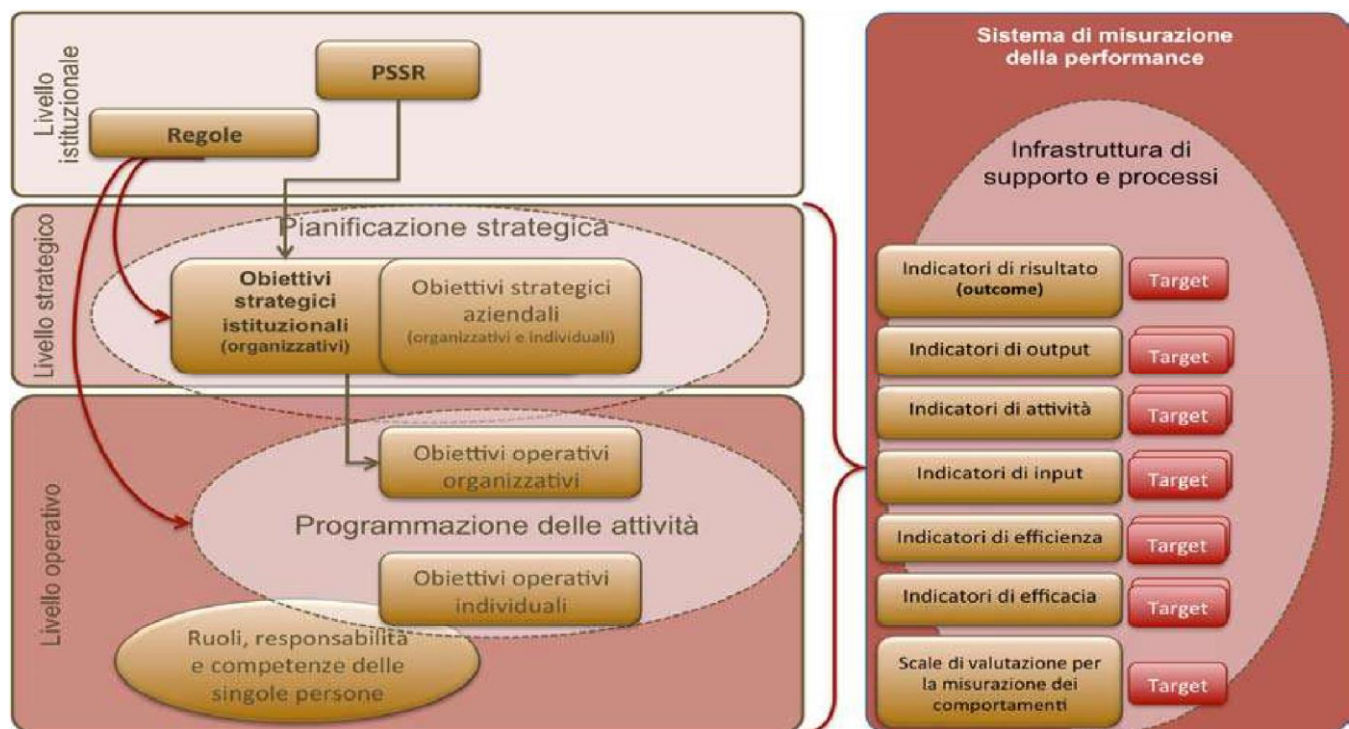 Livello
istituzionale
PSSR
Regole
Livello strategico
Pianificazione strategica
Obiettivi
strategici
istituzionali
(organizzativi)
Obiettivi strategici
aziendali
(organizzativi e individuali)
Livello operativo
Obiettivi operativi
organizzativi
Programmazione delle attività
Obiettivi operativi
individuali
Ruoli, responsabilità
e competenze delle
singole persone
Sistema di misurazione
della performance
Infrastruttura di
supporto e processi
Indicatori di risultato
(outcome)
Target
Indicatori di output
Target
Indicatori di attività
Target
Indicatori di input
Target
Indicatori di efficienza
Target
Indicatori di efficacia
Target
Scale di valutazione per
la misurazione dei
comportamenti
Target